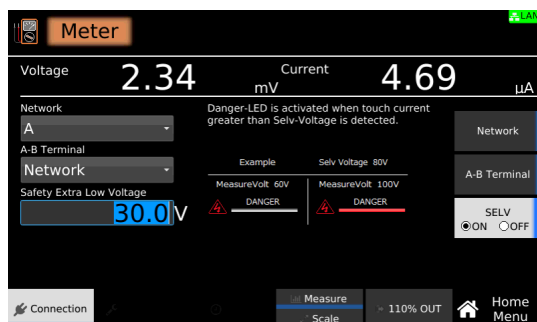 LAN
Meter
Voltage 2.34 mV Current 4.69 μA
Network
A
A-B Terminal
Network
Safety Extra Low Voltage
30.0 V
Danger-LED is activated when touch current
greater than Selv-Voltage is detected.
Example Selv Voltage 80V
MeasureVolt 60V MeasureVolt 100V
DANGER DANGER
Network
A-B Terminal
SELV
ON OFF
Connection
Measure
Scale
110% OUT
Home
Menu